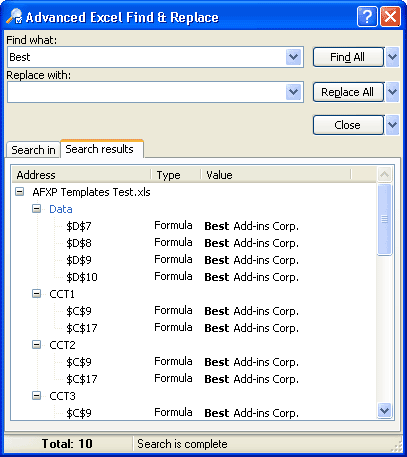 Advanced Excel Find & Replace
Find what:
Best
Find All
Replace with:
Replace All
Close
Search in Search results
Address Type Value
AFXP Templates Test.xls
Data
$D$7 Formula Best Add-ins Corp.
$D$8 Formula Best Add-ins Corp.
$D$9 Formula Best Add-ins Corp.
$D$10 Formula Best Add-ins Corp.
CCT1
$C$9 Formula Best Add-ins Corp.
$C$17 Formula Best Add-ins Corp.
CCT2
$C$9 Formula Best Add-ins Corp.
$C$17 Formula Best Add-ins Corp.
CCT3
$C$9 Formula Best Add-ins Corp.
Total: 10 Search is complete